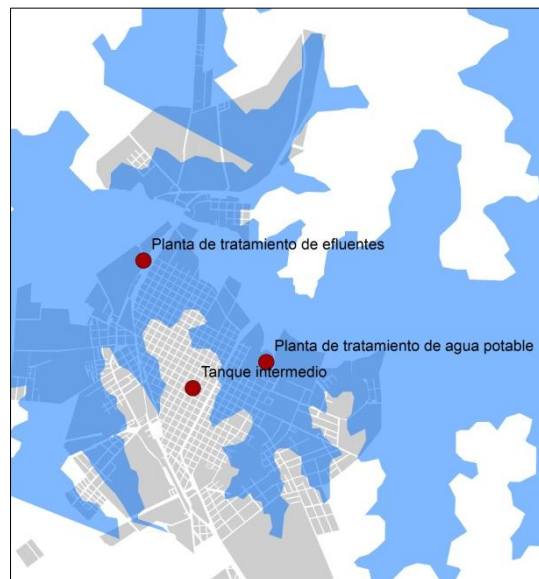 Planta de tratamiento de efluentes
Planta de tratamiento de agua potable
Tanque intermedio